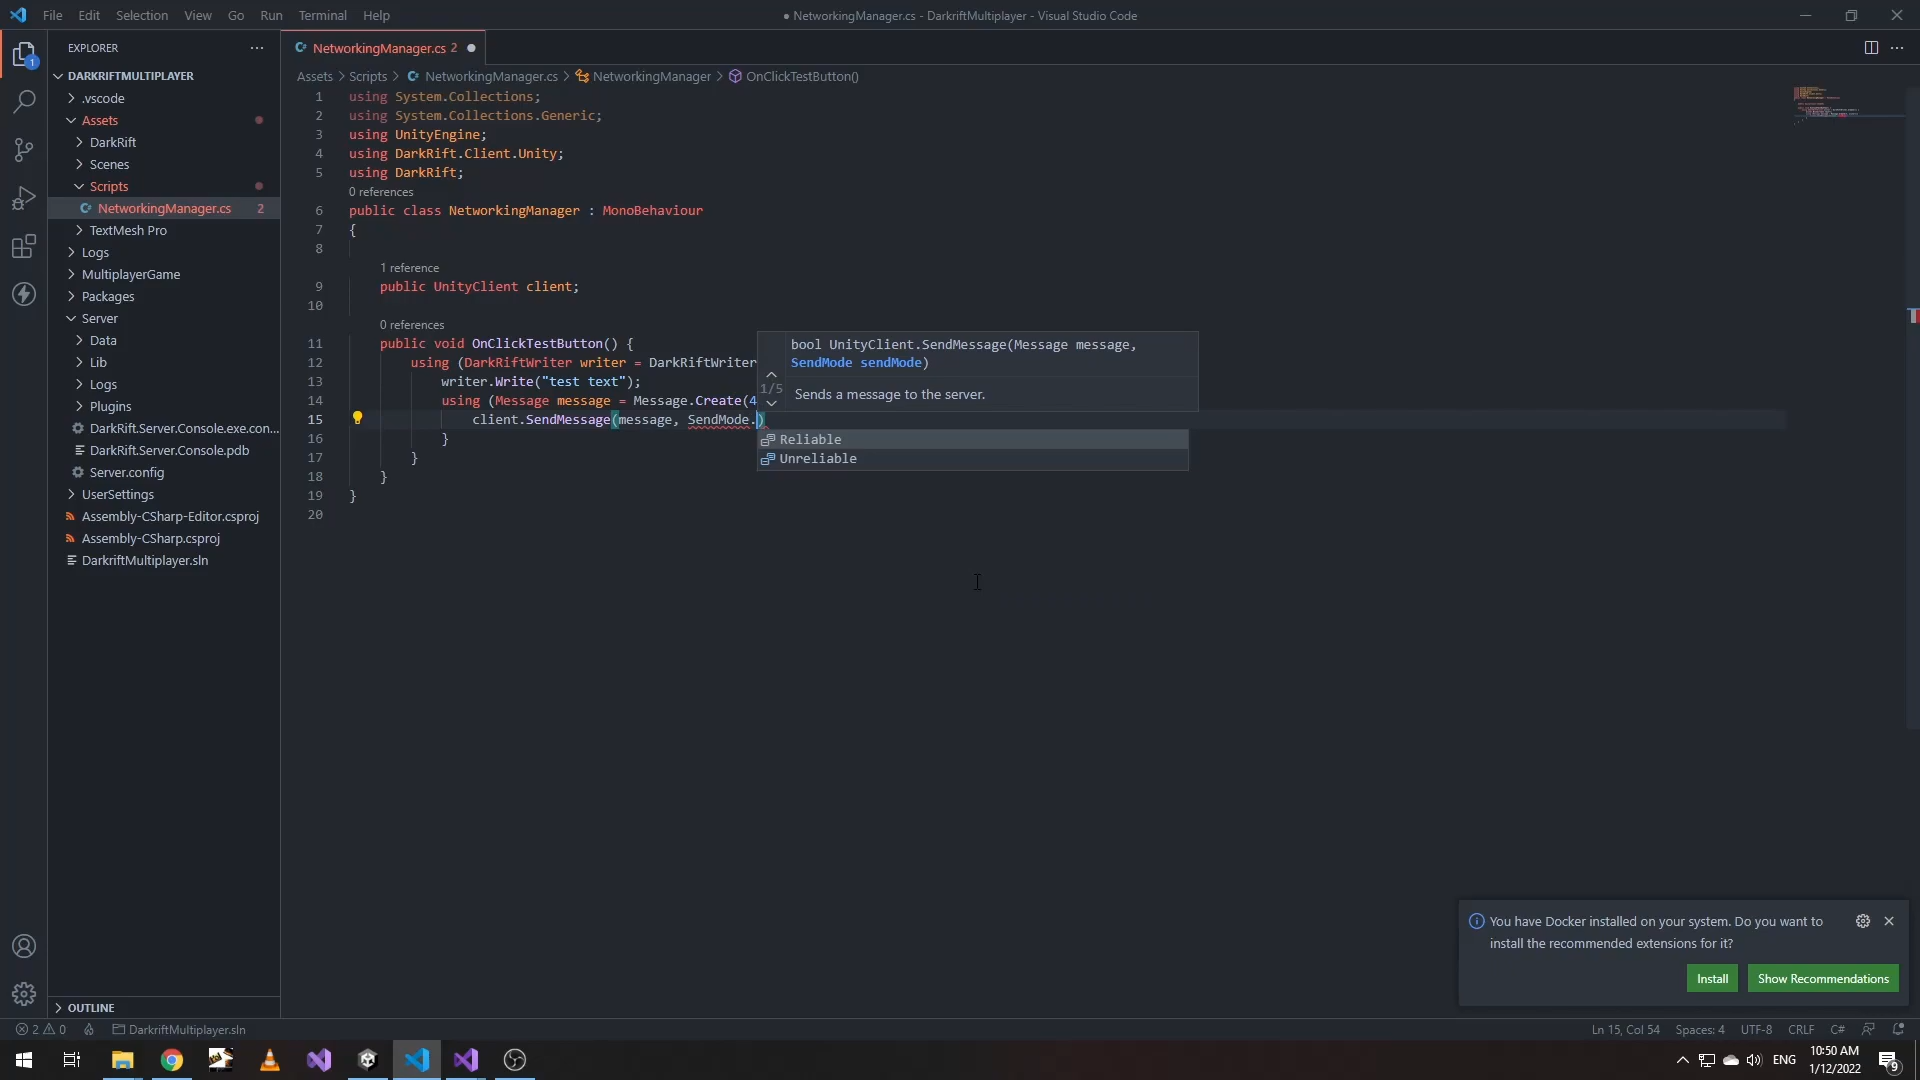 File Edit Selection View Go Run Terminal Help
● NetworkingManager.cs - DarkriftMultiplayer - Visual Studio Code
EXPLORER
1
DARKRIFTMULTIPLAYER
.vscode
Assets
DarkRift
Scenes
Scripts
NetworkingManager.cs 2
TextMesh Pro
Logs
MultiplayerGame
Packages
Server
Data
Lib
Logs
Plugins
DarkRift.Server.Console.exe.con...
DarkRift.Server.Console.pdb
Server.config
UserSettings
Assembly-CSharp-Editor.csproj
Assembly-CSharp.csproj
DarkriftMultiplayer.sln
OUTLINE
NetworkingManager.cs 2
Assets > Scripts > NetworkingManager.cs > NetworkingManager > OnClickTestButton()
1 using System.Collections;
2 using System.Collections.Generic;
3 using UnityEngine;
4 using DarkRift.Client.Unity;
5 using DarkRift;
0 references
6 public class NetworkingManager : MonoBehaviour
7 {
8
1 reference
9 public UnityClient client;
10
0 references
11 public void OnClickTestButton() {
12 using (DarkRiftWriter writer = DarkRiftWriter
13 writer.Write("test text");
14 using (Message message = Message.Create(4
15 client.SendMessage(message, SendMode.)
16 }
17 }
18 }
19 }
20
bool UnityClient.SendMessage(Message message,
SendMode sendMode)
1/5
Sends a message to the server.
Reliable
Unreliable
You have Docker installed on your system. Do you want to
install the recommended extensions for it?
Install Show Recommendations
2 0 DarkriftMultiplayer.sln
Ln 15, Col 54 Spaces: 4 UTF-8 CRLF C#
ENG
10:50 AM
1/12/2022
9